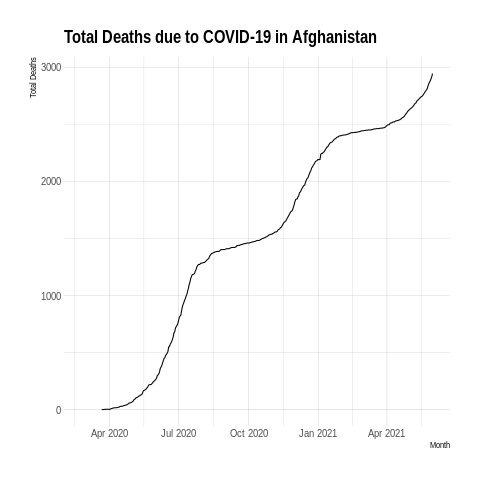 Total Deaths due to COVID-19 in Afghanistan
Total Deaths
3000
2000
1000
0
Apr 2020 Jul 2020 Oct 2020 Jan 2021 Apr 2021
Month